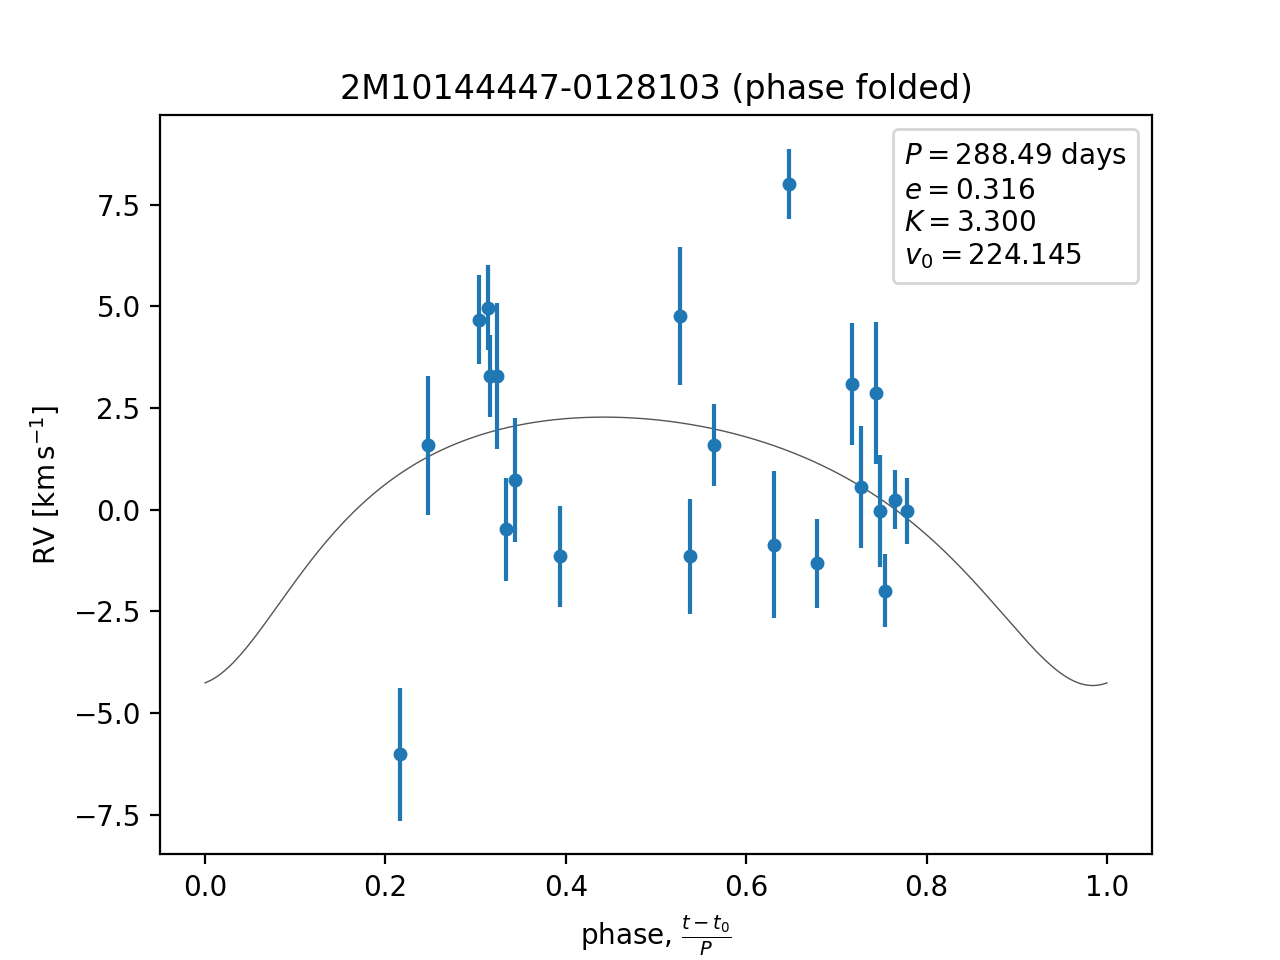 2M10144447-0128103 (phase folded)
P = 288.49 days
e = 0.316
K = 3.300
v₀ = 224.145
RV [km s⁻¹]
7.5
5.0
2.5
0.0
−2.5
−5.0
−7.5
0.0 0.2 0.4 0.6 0.8 1.0
phase, (t − t₀)/P